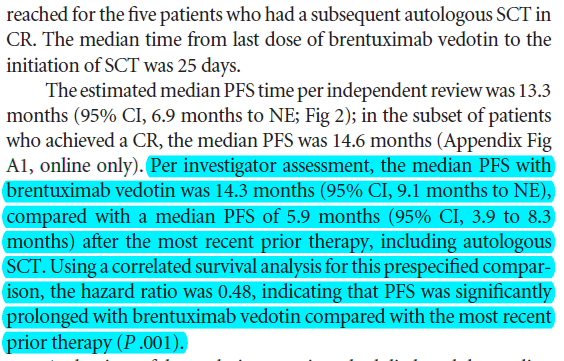 reached for the five patients who had a subsequent autologous SCT in
CR. The median time from last dose of brentuximab vedotin to the
initiation of SCT was 25 days.
The estimated median PFS time per independent review was 13.3
months (95% CI, 6.9 months to NE; Fig 2); in the subset of patients
who achieved a CR, the median PFS was 14.6 months (Appendix Fig
A1, online only). Per investigator assessment, the median PFS with
brentuximab vedotin was 14.3 months (95% CI, 9.1 months to NE),
compared with a median PFS of 5.9 months (95% CI, 3.9 to 8.3
months) after the most recent prior therapy, including autologous
SCT. Using a correlated survival analysis for this prespecified compar-
ison, the hazard ratio was 0.48, indicating that PFS was significantly
prolonged with brentuximab vedotin compared with the most recent
prior therapy (P .001).